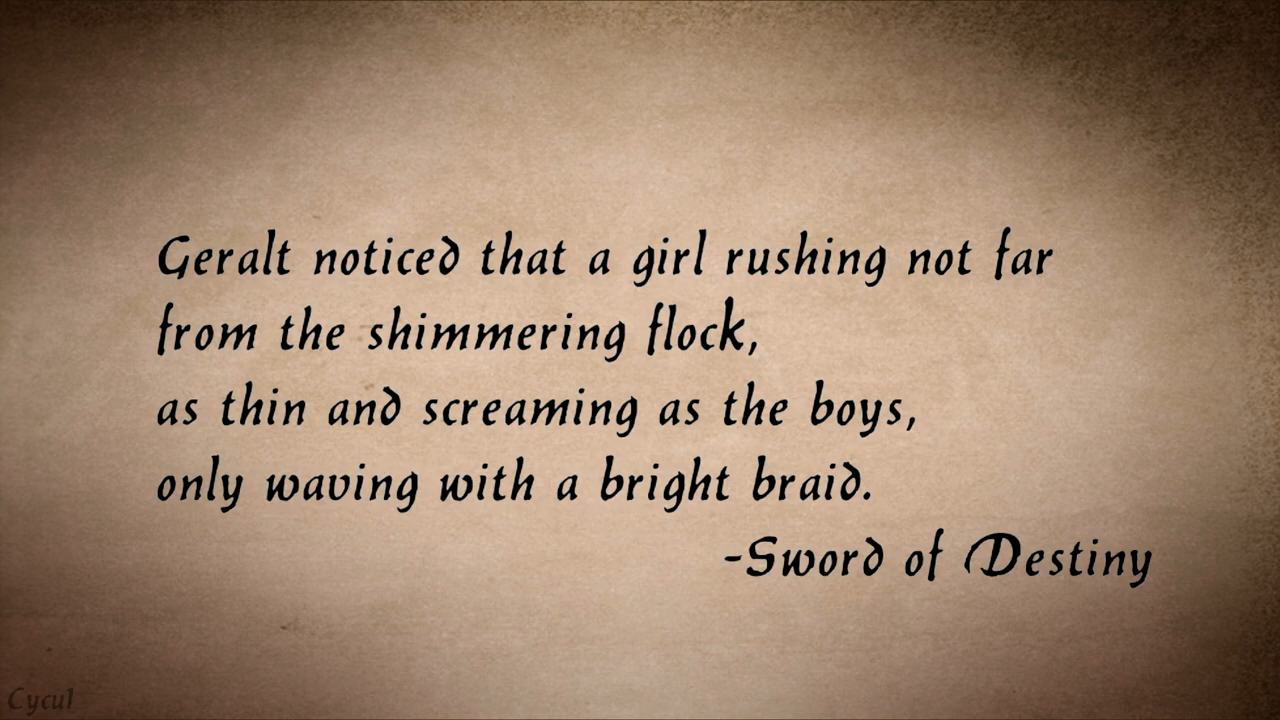 Geralt noticed that a girl rushing not far
from the shimmering flock,
as thin and screaming as the boys,
only waving with a bright braid.
-Sword of Destiny
Cycu1